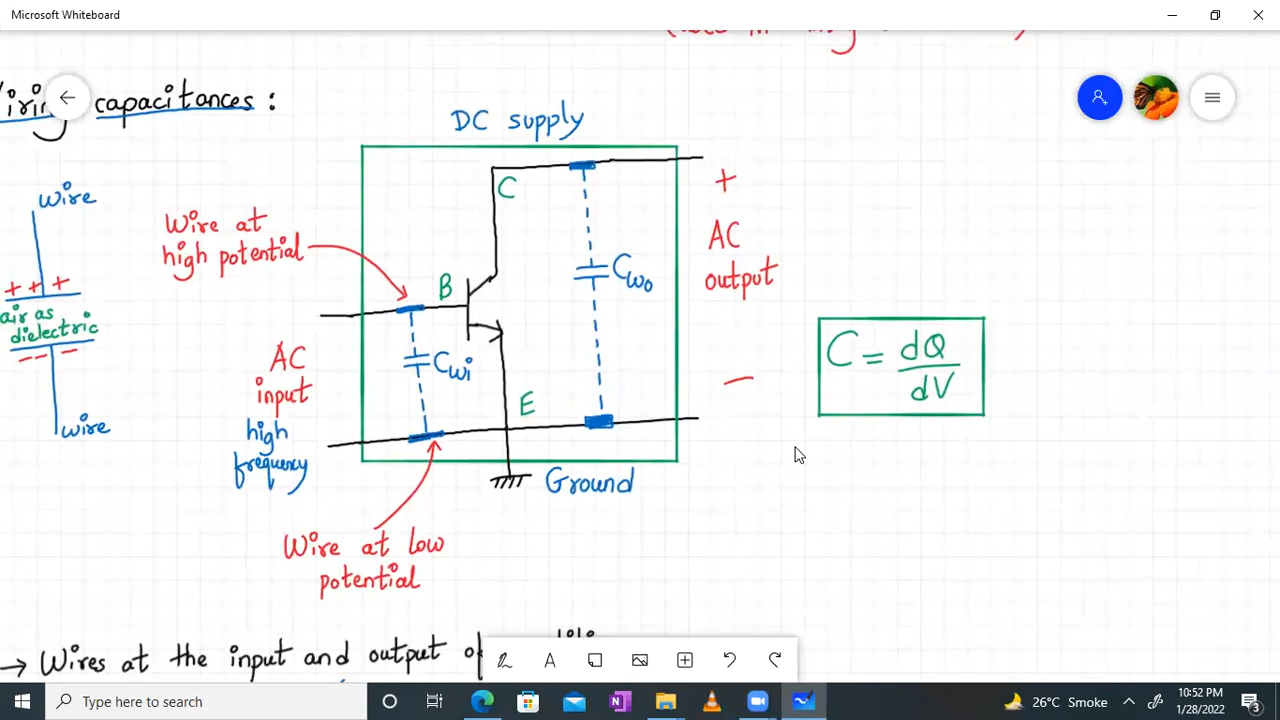 Microsoft Whiteboard
capacitances :
DC supply
wire
Wire at
high potential
C
+
AC
output
B
Cwo
+ + +
air as
dielectric
- - -
wire
AC
input
high
frequency
Cwi
E
-
C = dQ
dV
Ground
Wire at low
potential
→ Wires at the input and output of
Type here to search
26°C Smoke
10:52 PM
1/28/2022
3